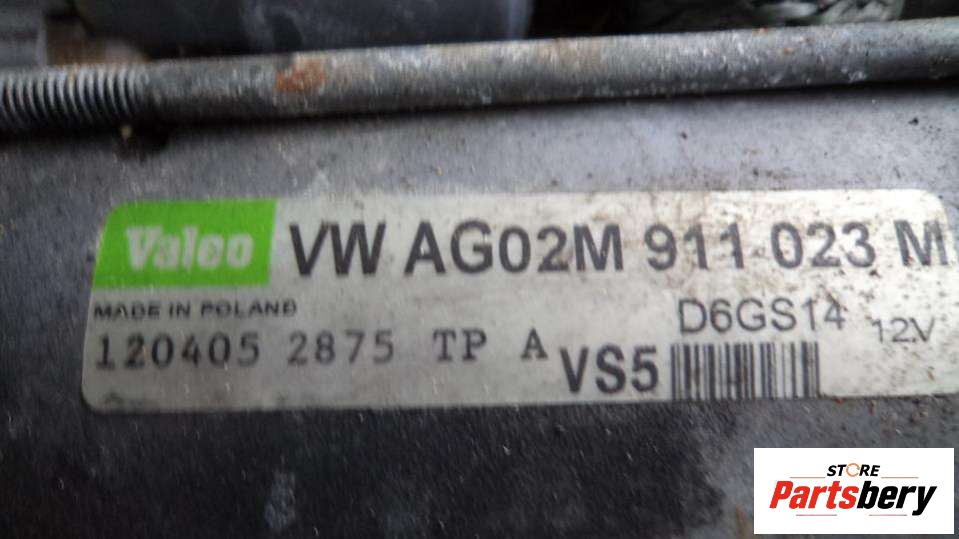 Valeo
VW AG02M 911 023 M
MADE IN POLAND
D6GS14 12V
120405 2875 TP A
VS5
STORE
Partsbery